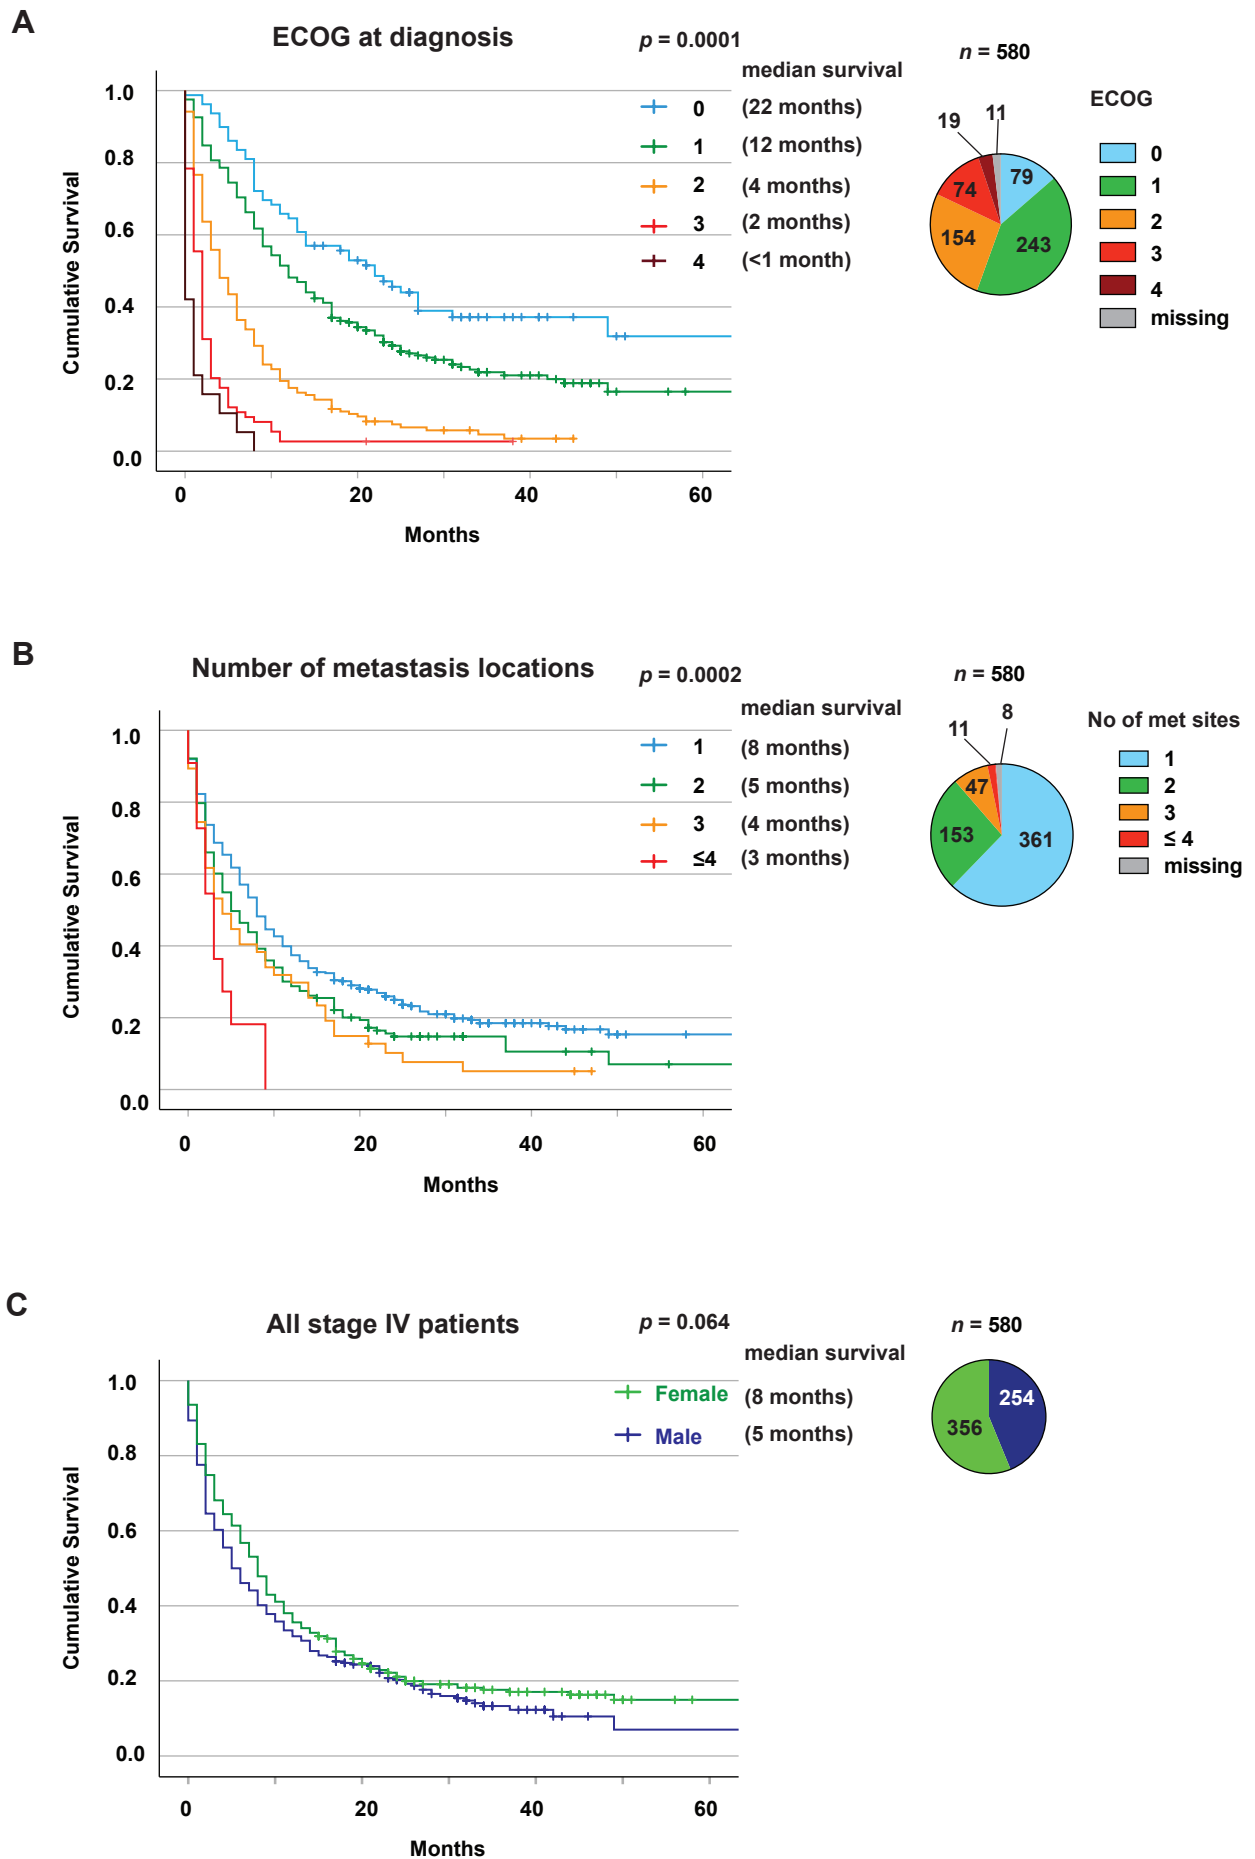 A
ECOG at diagnosis
p = 0.0001
median survival
0 (22 months)
1 (12 months)
2 (4 months)
3 (2 months)
4 (<1 month)
n = 580
19
11
79
74
154
243
ECOG
0
1
2
3
4
missing
Cumulative Survival
1.0
0.8
0.6
0.4
0.2
0.0
0 20 40 60
Months
B
Number of metastasis locations
p = 0.0002
median survival
1 (8 months)
2 (5 months)
3 (4 months)
≤4 (3 months)
n = 580
11
8
47
153
361
No of met sites
1
2
3
≤ 4
missing
Cumulative Survival
1.0
0.8
0.6
0.4
0.2
0.0
0 20 40 60
Months
C
All stage IV patients
p = 0.064
median survival
Female (8 months)
Male (5 months)
n = 580
254
356
Cumulative Survival
1.0
0.8
0.6
0.4
0.2
0.0
0 20 40 60
Months